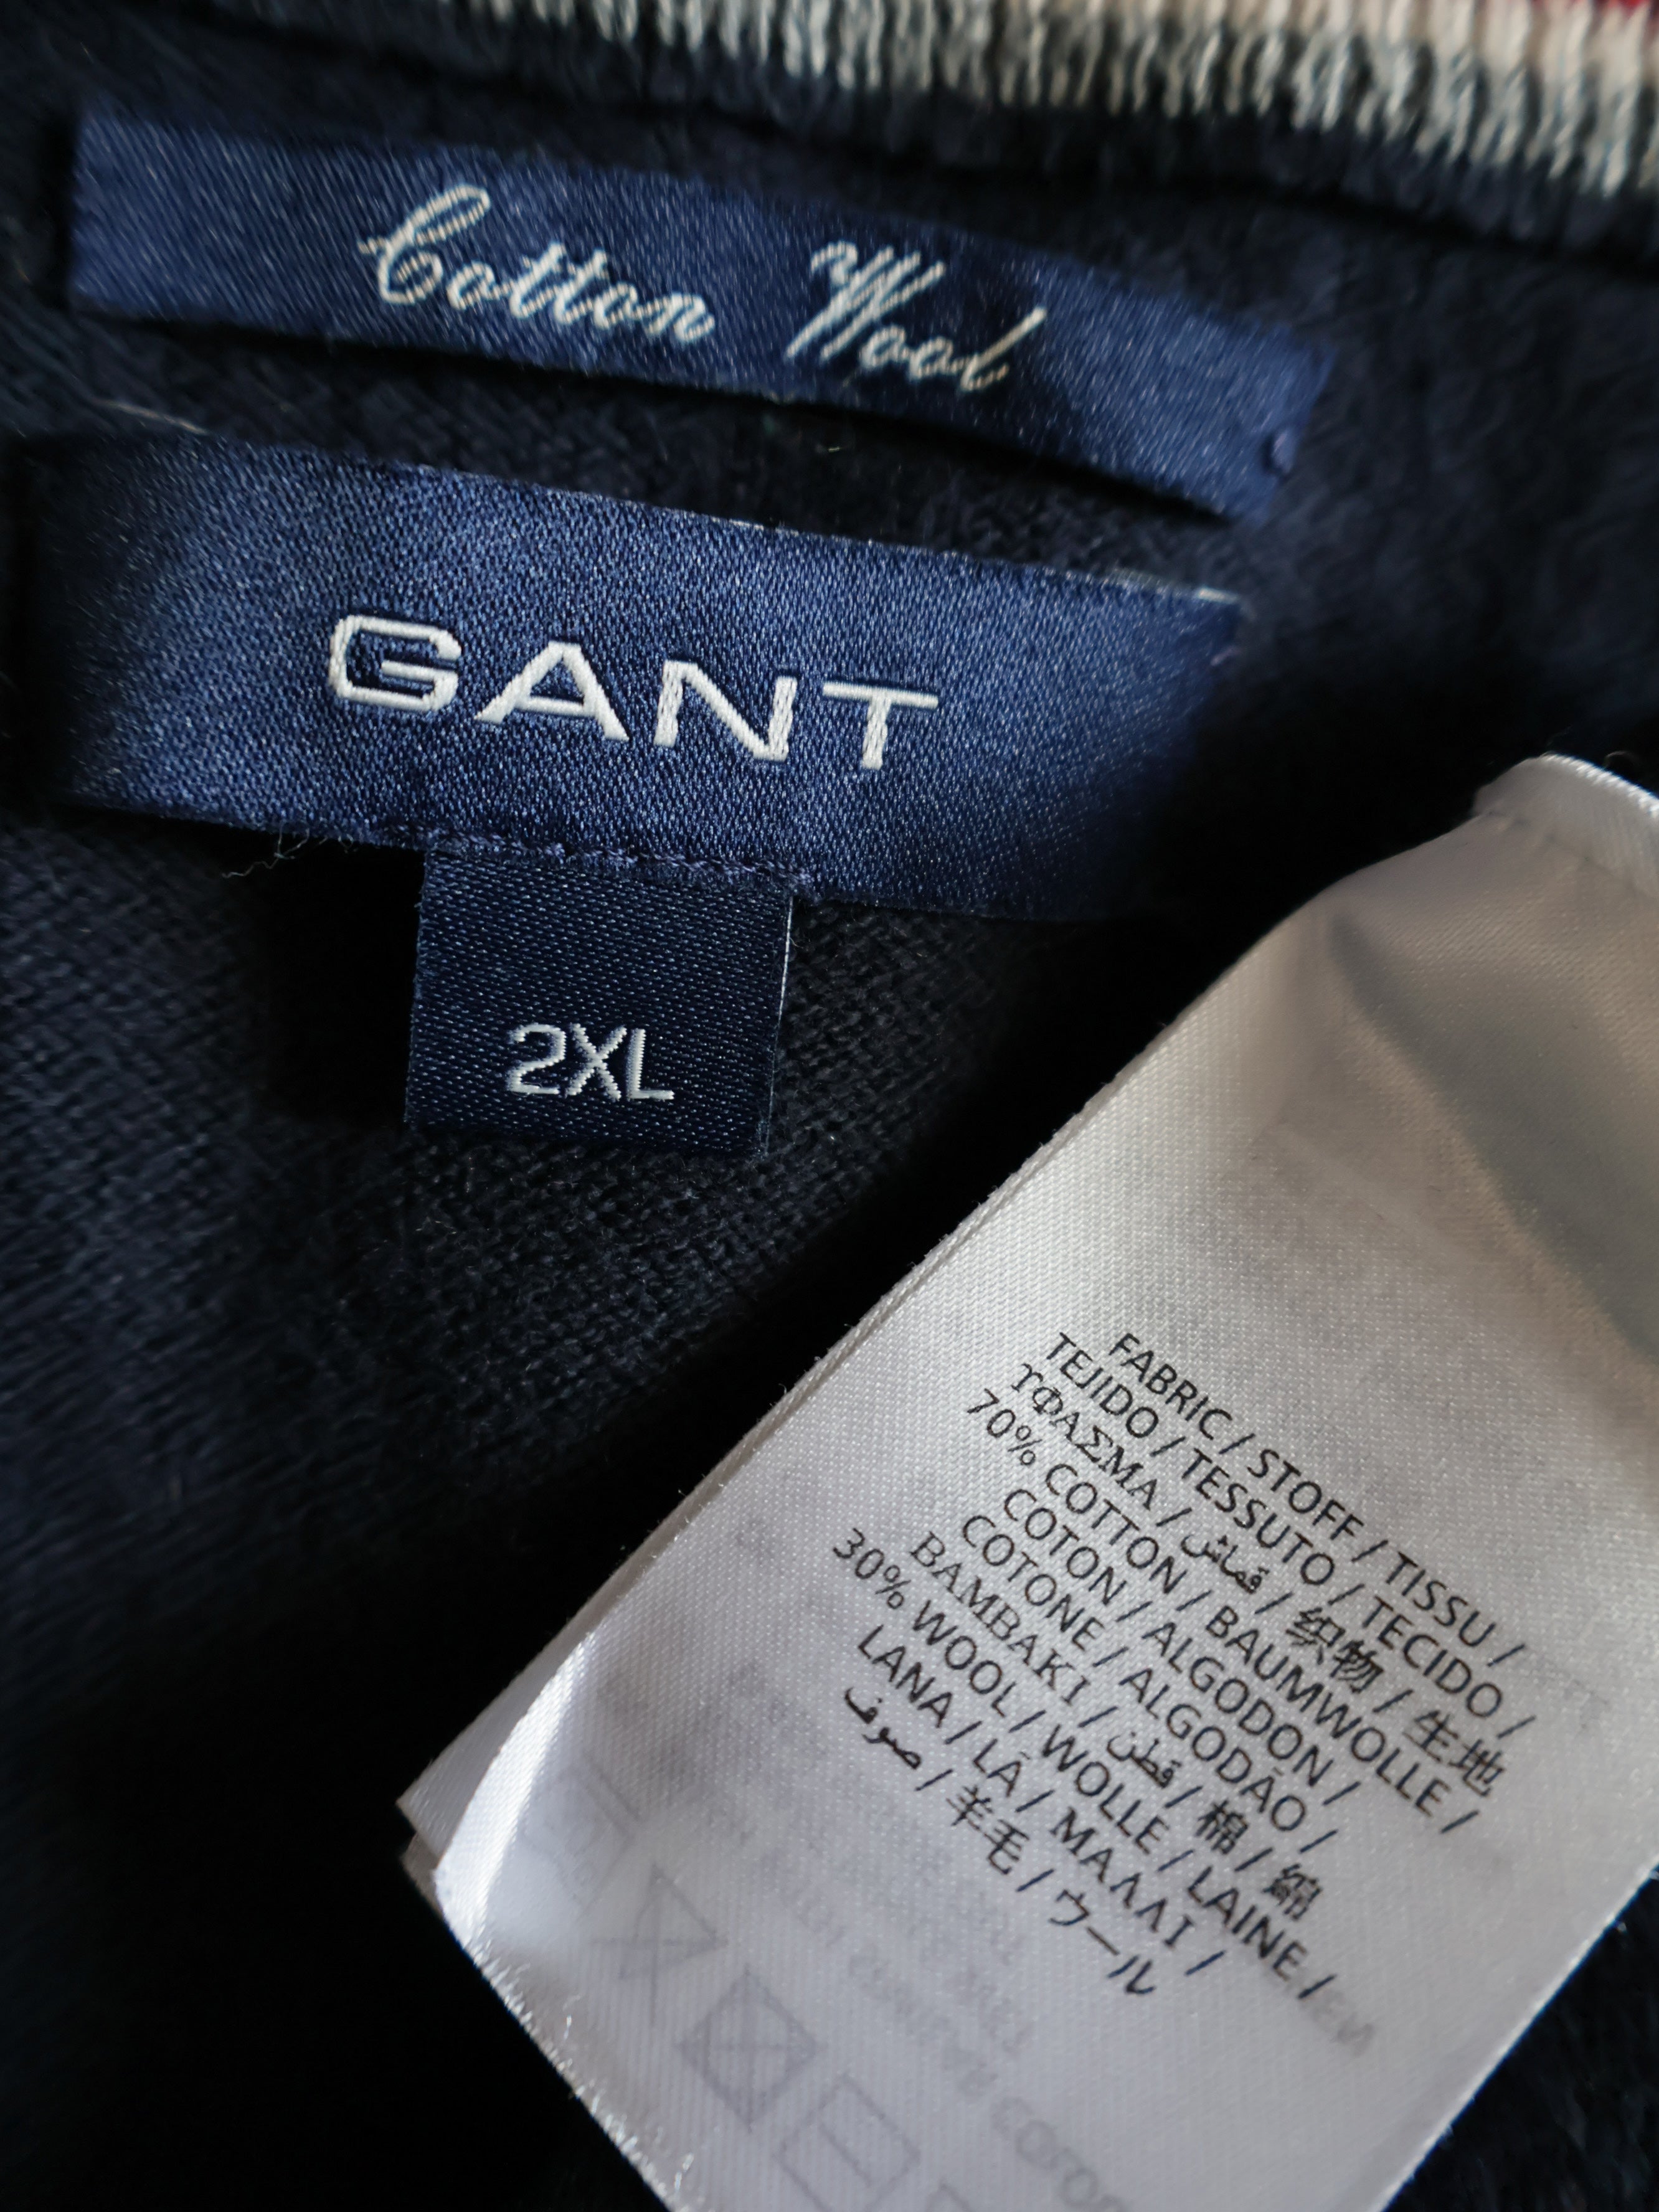 Cotton Wool
GANT
2XL
FABRIC / STOFF / TISSU /
TEJIDO / TESSUTO / TECIDO /
ΥΦΑΣΜΑ / قماش / 织物 / 生地
70% COTTON / BAUMWOLLE /
COTON / ALGODON /
COTONE / ALGODÃO /
BAMBAKI / قطن / 棉 / 綿
30% WOOL / WOLLE / LAINE /
LANA / LÃ / ΜΑΛΛΙ /
صوف / 羊毛 / ウール